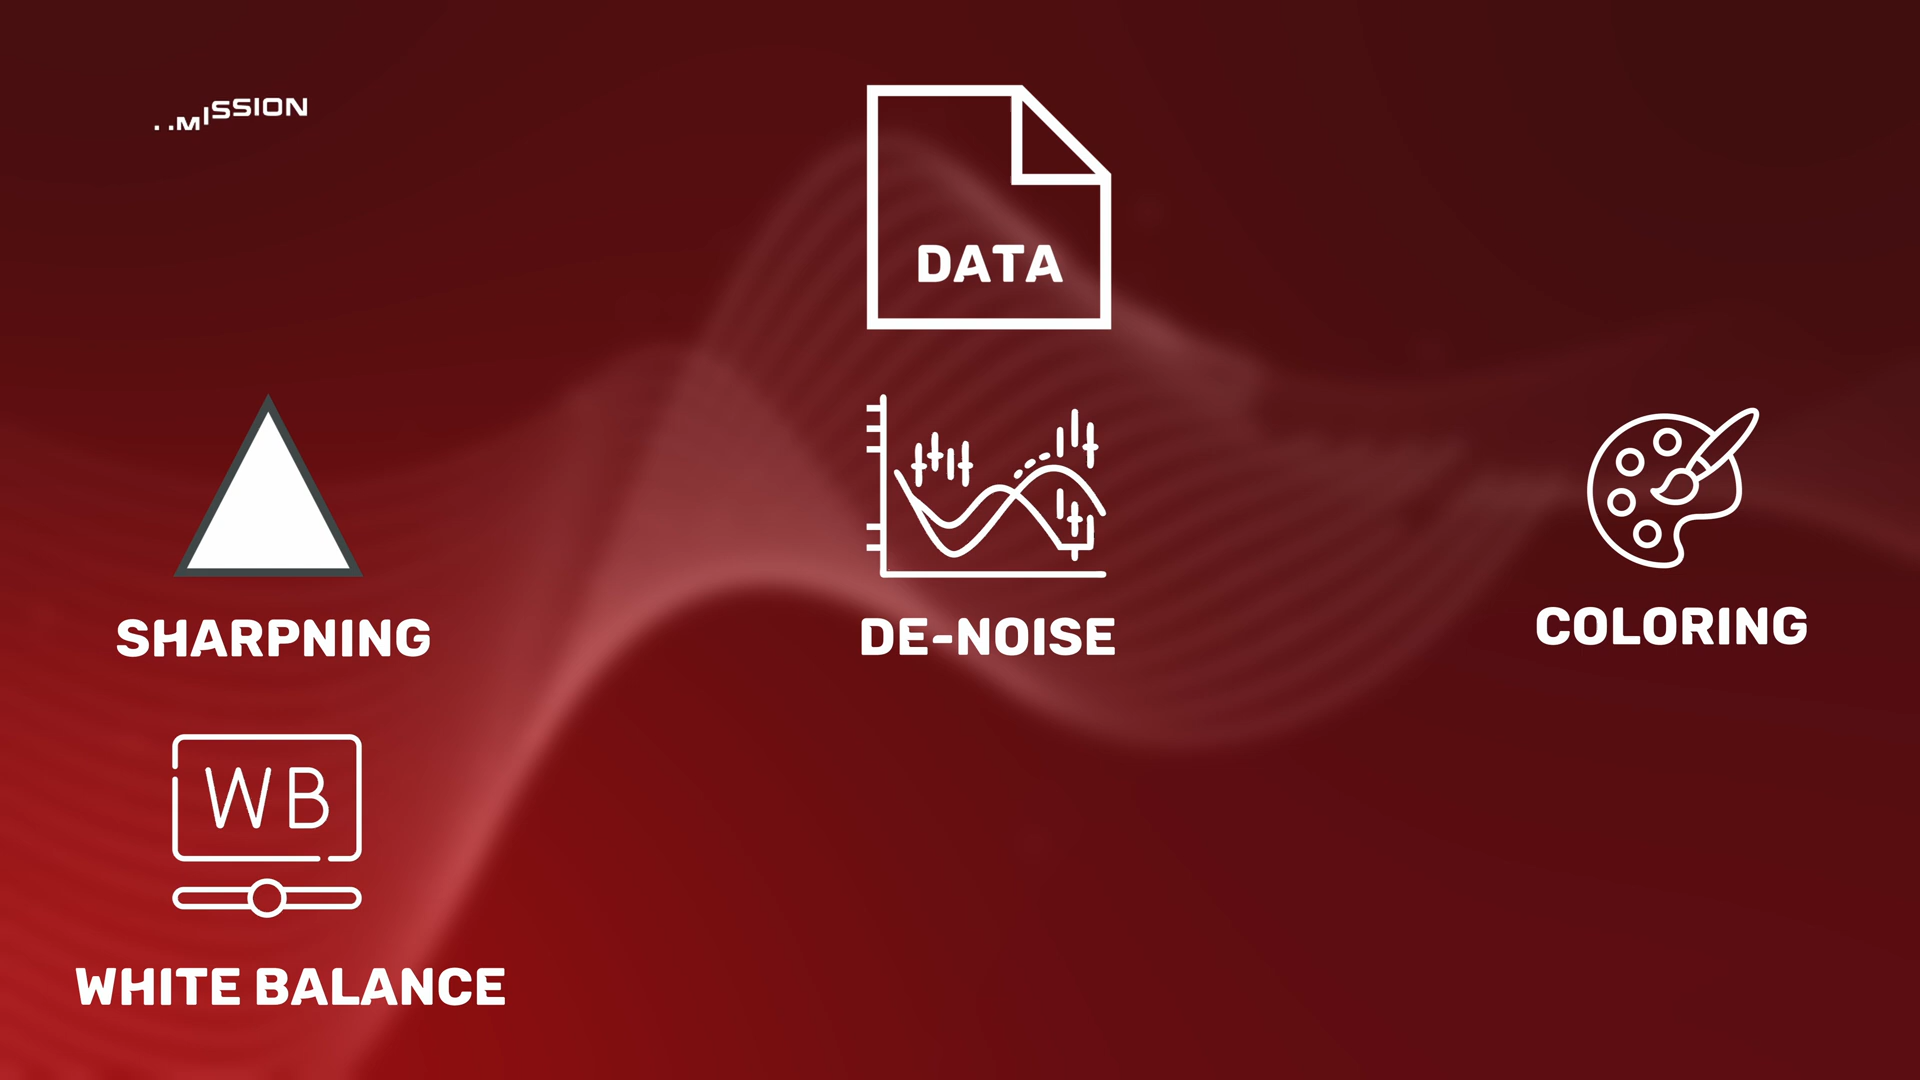 ..MISSION
DATA
SHARPNING
DE-NOISE
COLORING
WB
WHITE BALANCE